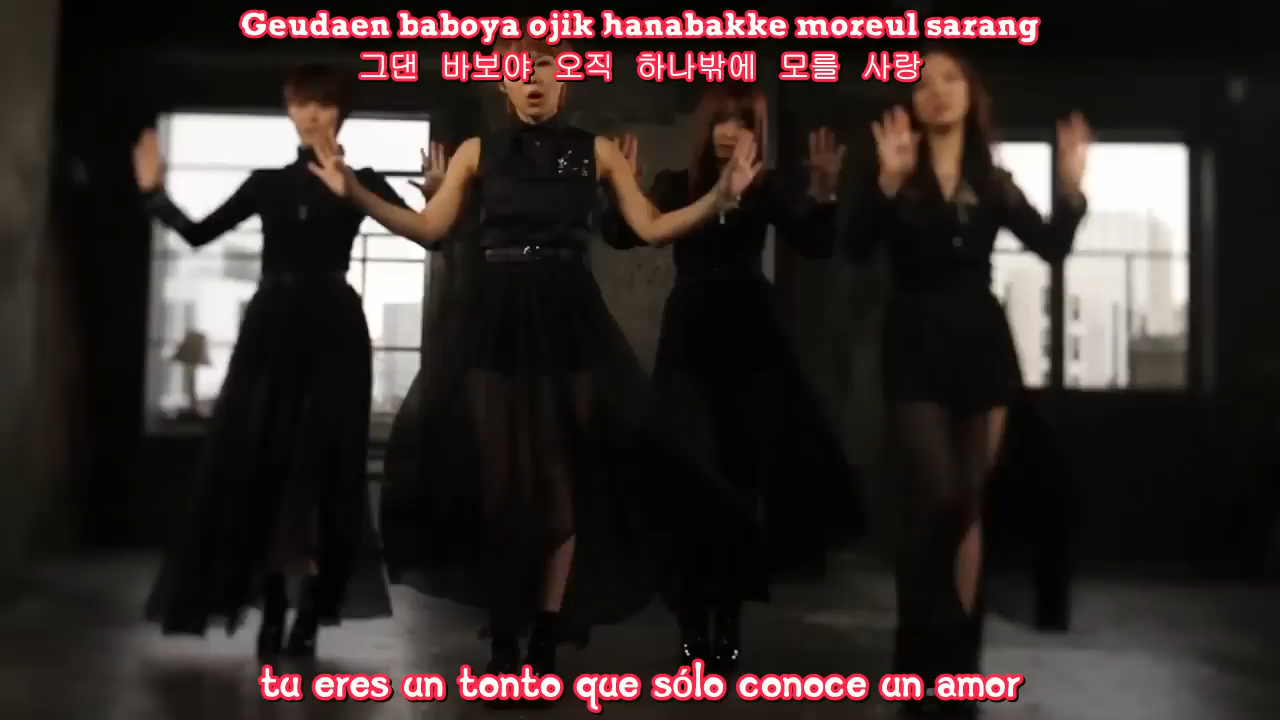 Geudaen baboya ojik hanabakke moreul sarang
그댄 바보야 오직 하나밖에 모를 사랑
tu eres un tonto que sólo conoce un amor